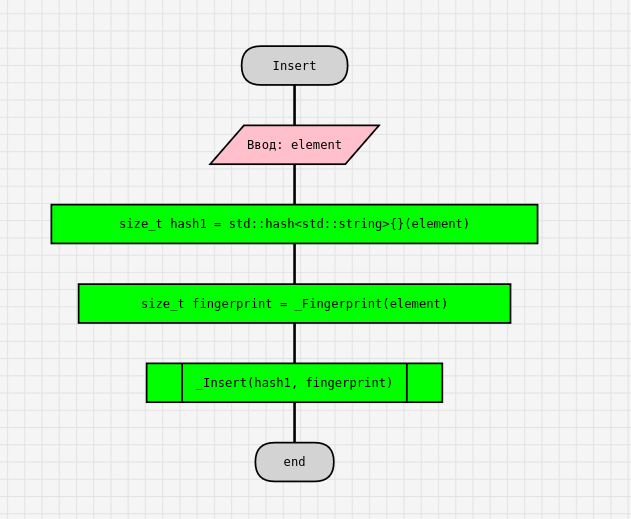 Insert
Ввод: element
size_t hash1 = std::hash<std::string>{}(element)
size_t fingerprint = _Fingerprint(element)
_Insert(hash1, fingerprint)
end